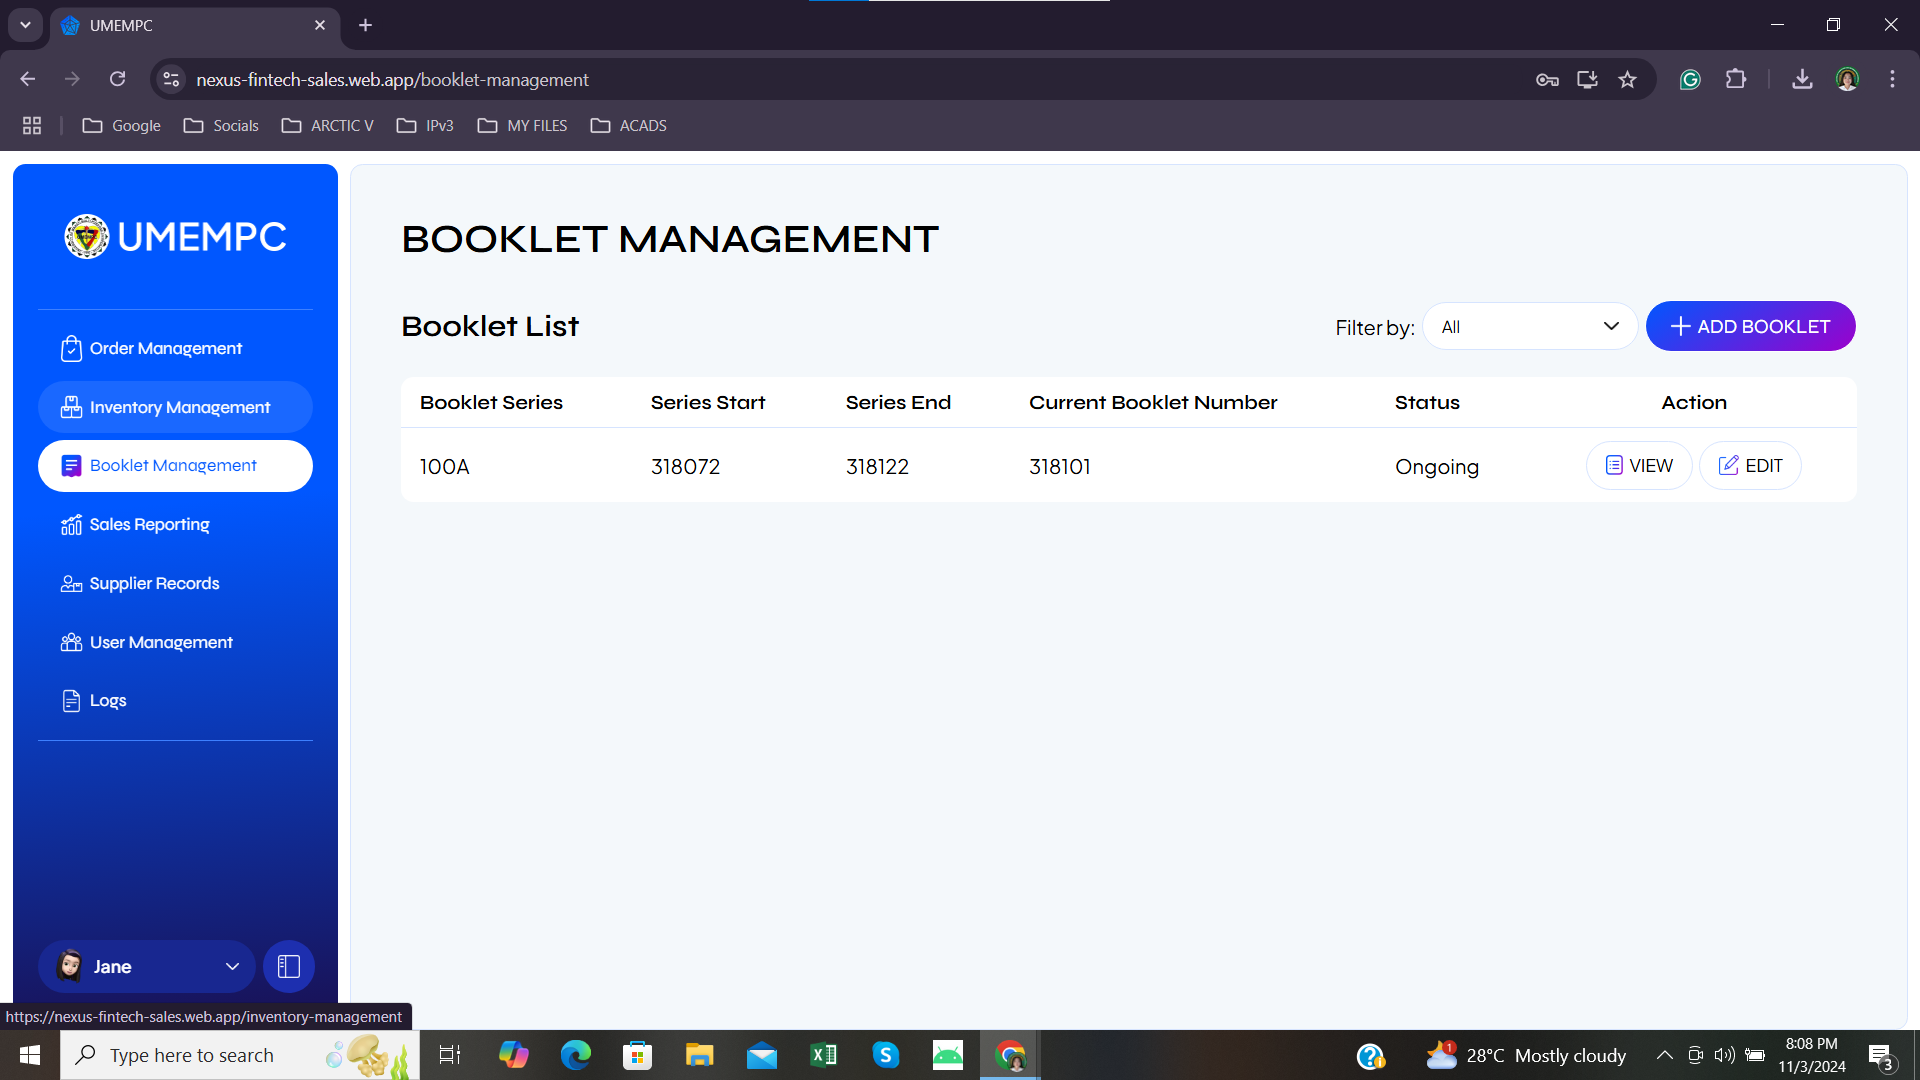 UMEMPC
nexus-fintech-sales.web.app/booklet-management
Google Socials ARCTIC V IPv3 MY FILES ACADS
UMEMPC
Order Management
Inventory Management
Booklet Management
Sales Reporting
Supplier Records
User Management
Logs
Jane
BOOKLET MANAGEMENT
Booklet List
Filter by: All ADD BOOKLET
Booklet Series Series Start Series End Current Booklet Number Status Action
100A 318072 318122 318101 Ongoing VIEW EDIT
https://nexus-fintech-sales.web.app/inventory-management
Type here to search
1 28°C Mostly cloudy
8:08 PM
11/3/2024
3